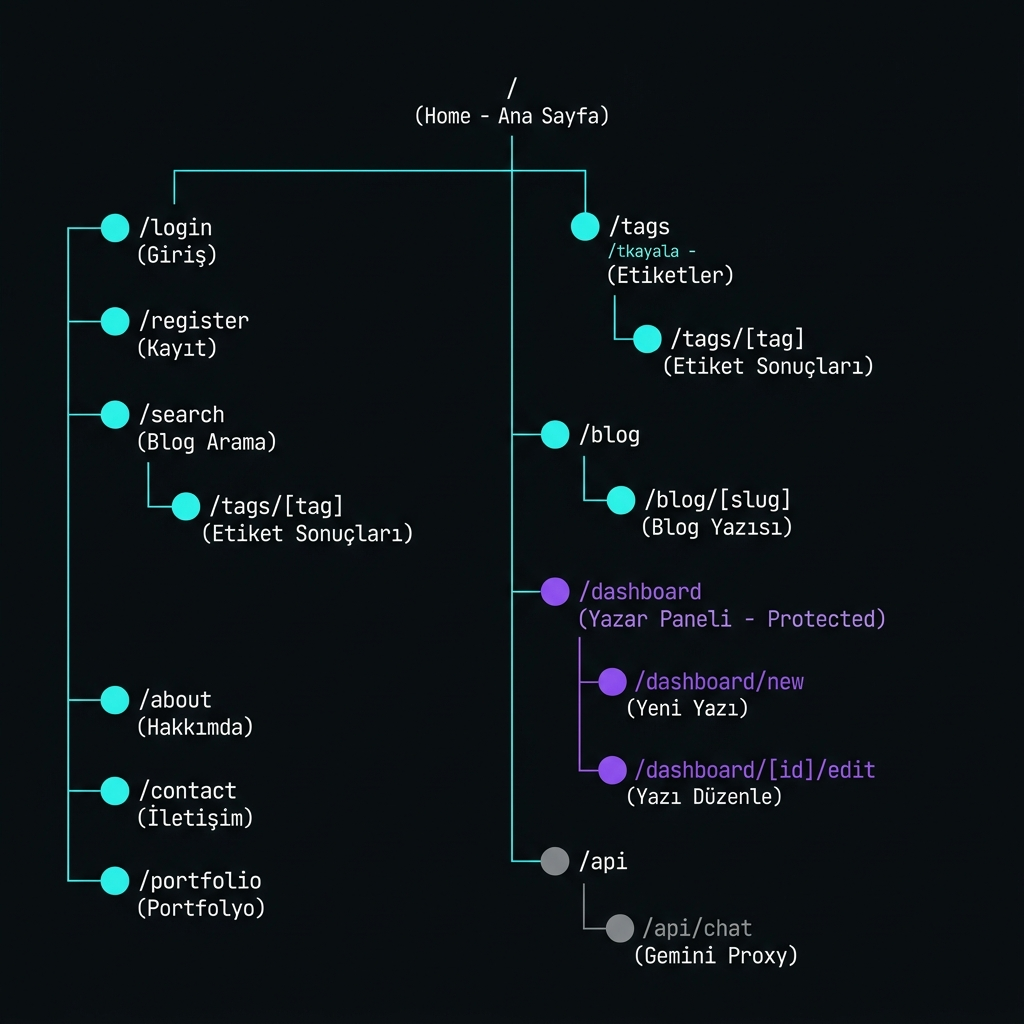 /
(Home - Ana Sayfa)
/login
(Giriş)
/register
(Kayıt)
/search
(Blog Arama)
/tags/[tag]
(Etiket Sonuçları)
/about
(Hakkımda)
/contact
(İletişim)
/portfolio
(Portfolyo)
/tags
/tkayala -
(Etiketler)
/tags/[tag]
(Etiket Sonuçları)
/blog
/blog/[slug]
(Blog Yazısı)
/dashboard
(Yazar Paneli - Protected)
/dashboard/new
(Yeni Yazı)
/dashboard/[id]/edit
(Yazı Düzenle)
/api
/api/chat
(Gemini Proxy)